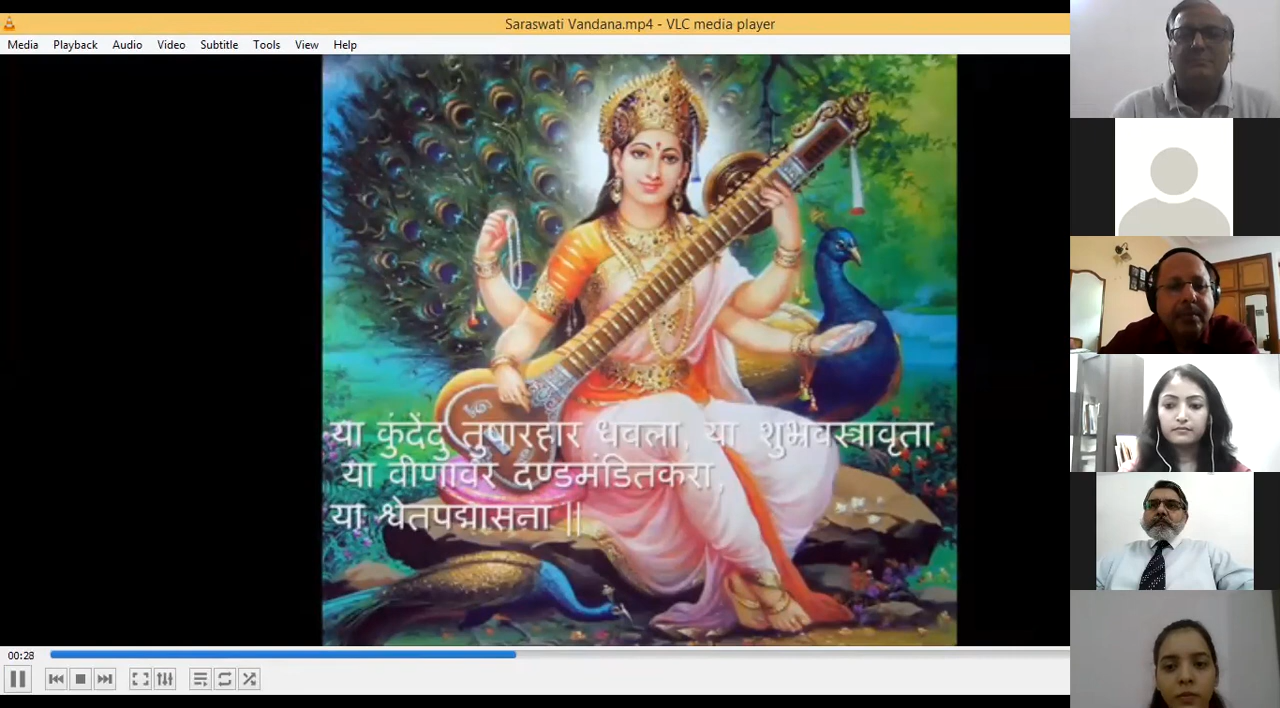 Saraswati Vandana.mp4 - VLC media player
Media Playback Audio Video Subtitle Tools View Help
या कुंदेंदु तुषारहार धवला, या शुभ्रवस्त्रावृता
या वीणावर दण्डमंडितकरा,
या श्वेतपद्मासना ||
00:28